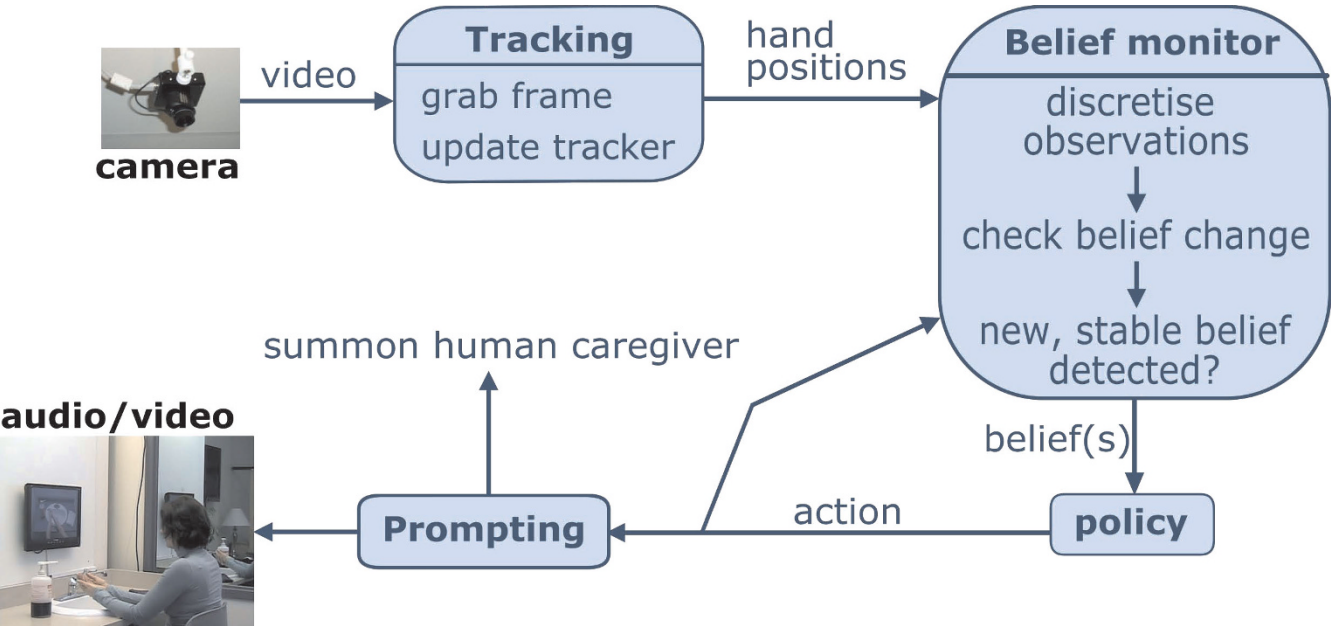 Tracking
video
grab frame
update tracker
camera
hand
positions
Belief monitor
discretise
observations
check belief change
new, stable belief
detected?
summon human caregiver
belief(s)
audio/video
Prompting
action
policy